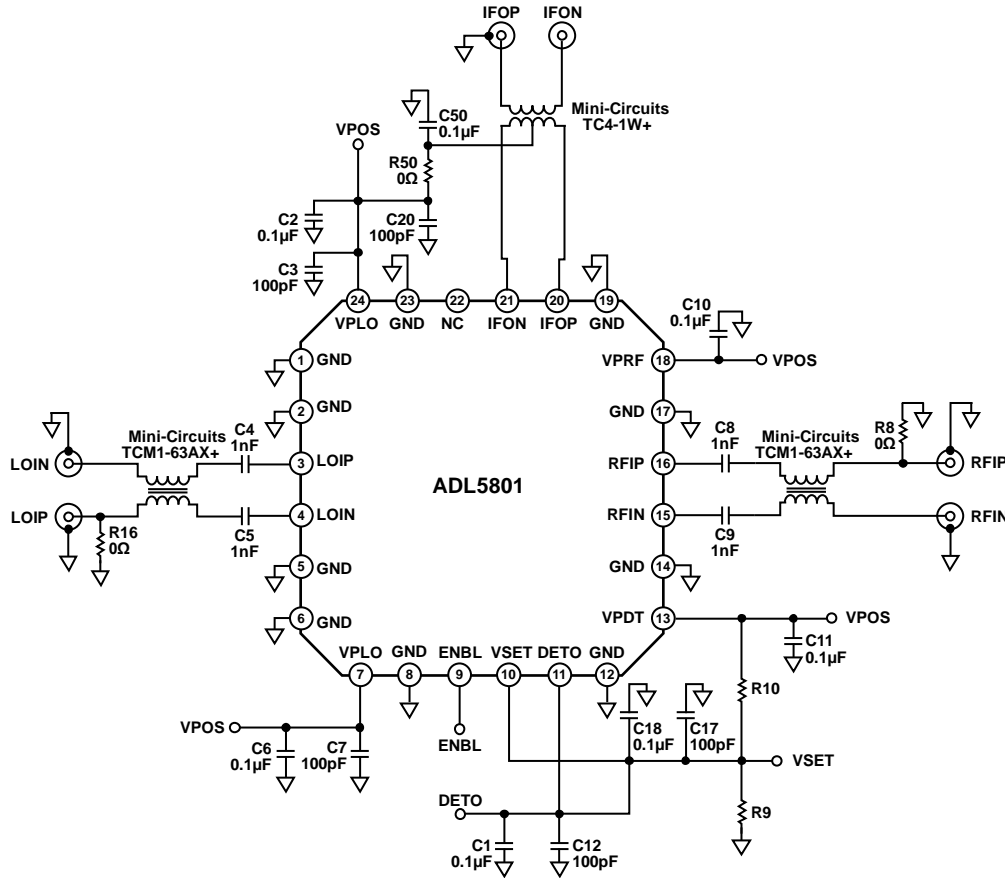 IFOP
IFON
Mini-Circuits
TC4-1W+
C50
0.1µF
VPOS
R50
0Ω
C2
0.1µF
C20
100pF
C3
100pF
24
23
22
21
20
19
VPLO
GND
NC
IFON
IFOP
GND
C10
0.1µF
1
GND
VPRF
18
VPOS
2
GND
GND
17
Mini-Circuits
TCM1-63AX+
C4
1nF
C8
1nF
Mini-Circuits
TCM1-63AX+
R8
0Ω
LOIN
3
LOIP
RFIP
16
RFIP
ADL5801
LOIP
4
LOIN
RFIN
15
RFIN
R16
0Ω
C5
1nF
C9
1nF
5
GND
GND
14
6
GND
VPDT
13
VPOS
C11
0.1µF
VPLO
GND
ENBL
VSET
DETO
GND
7
8
9
10
11
12
R10
VPOS
C6
0.1µF
C7
100pF
ENBL
C18
0.1µF
C17
100pF
VSET
DETO
R9
C1
0.1µF
C12
100pF